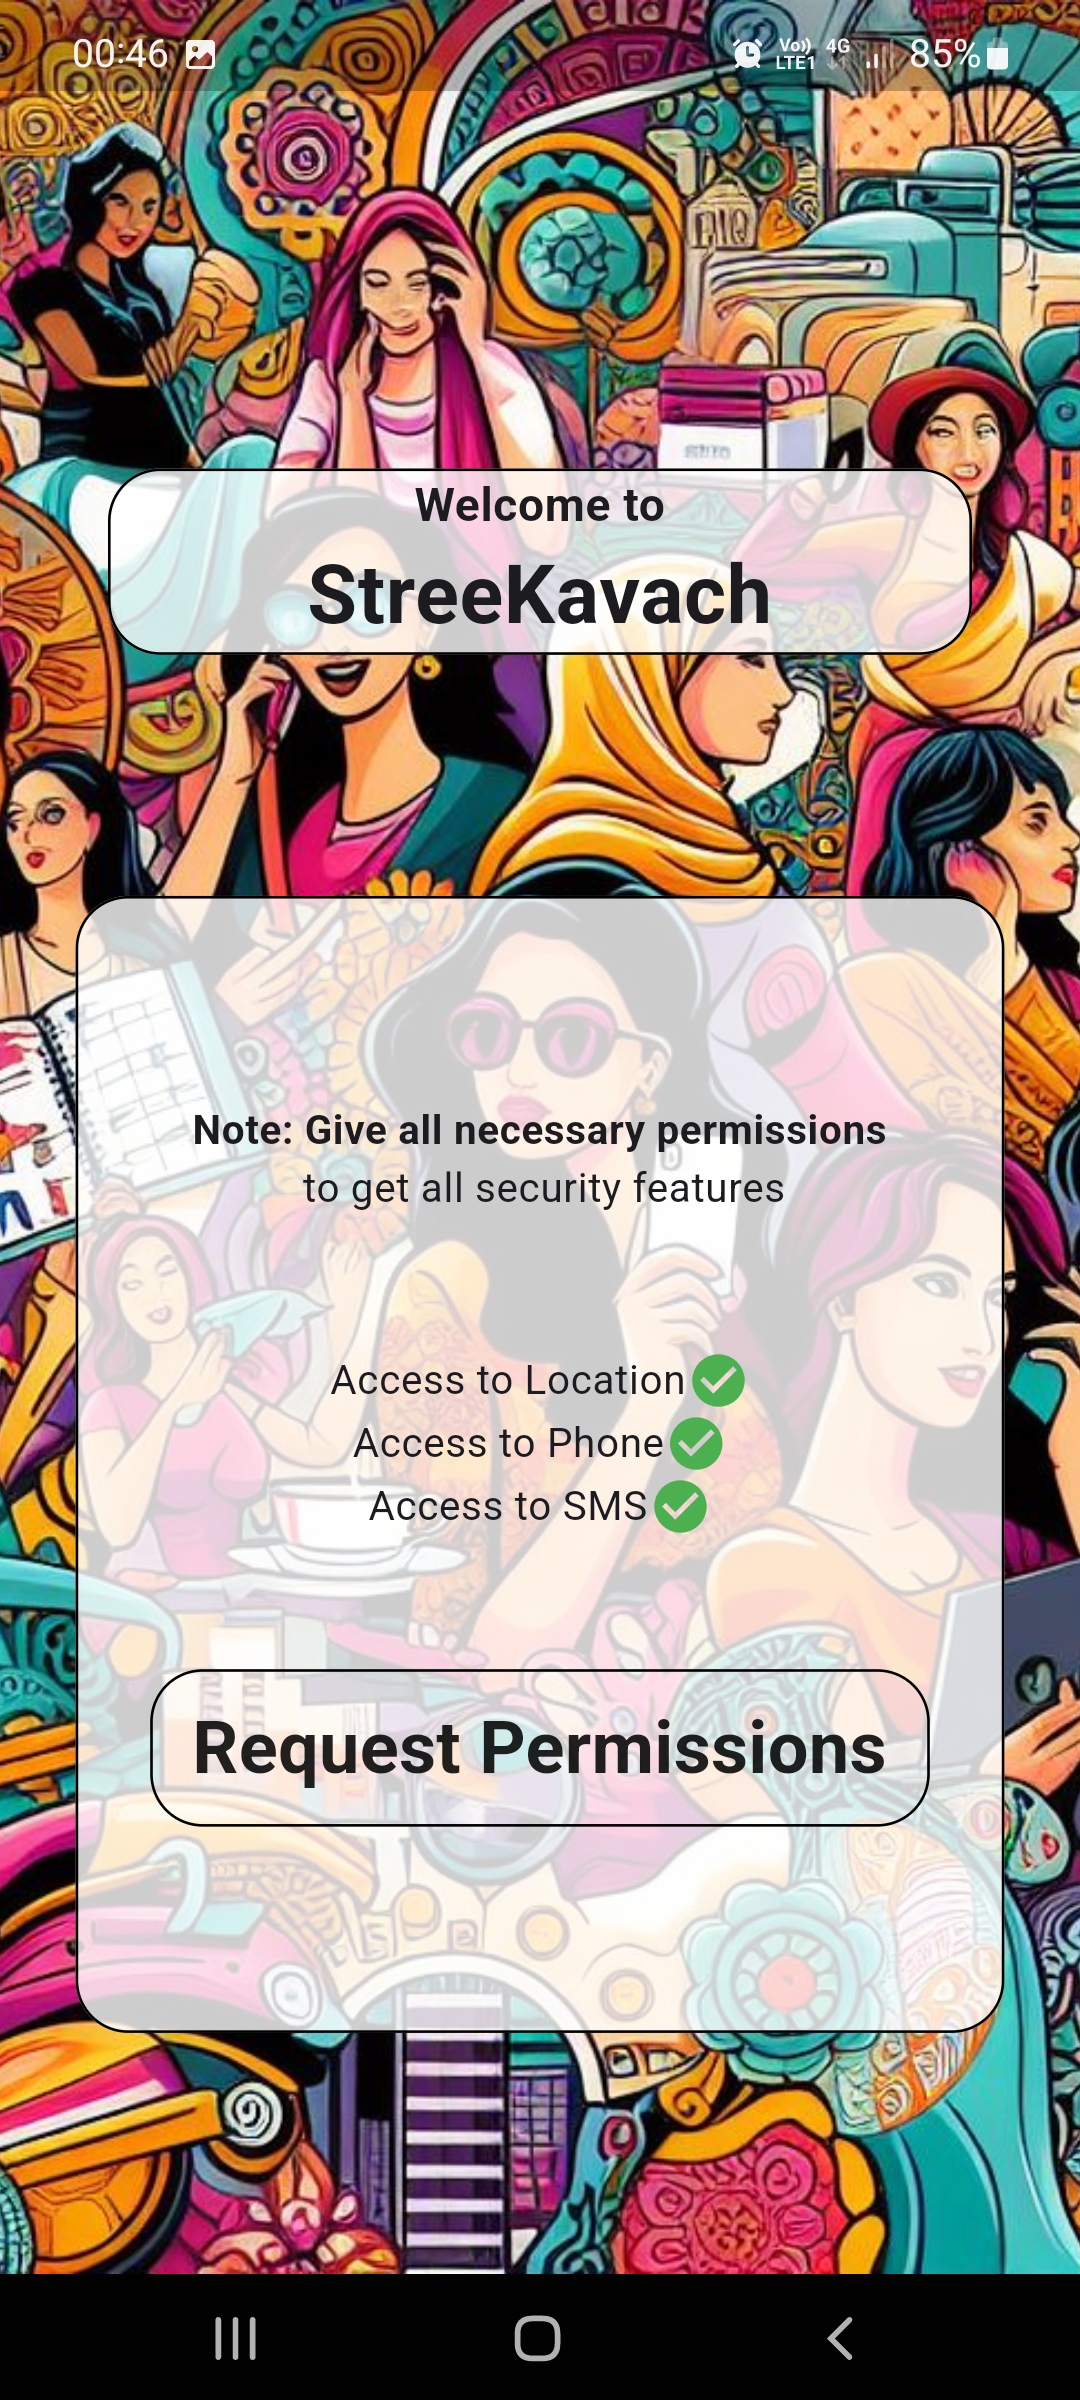 00:46
Vo))
LTE1
4G
85%
Welcome to
StreeKavach
Note: Give all necessary permissions
to get all security features
Access to Location
Access to Phone
Access to SMS
Request Permissions